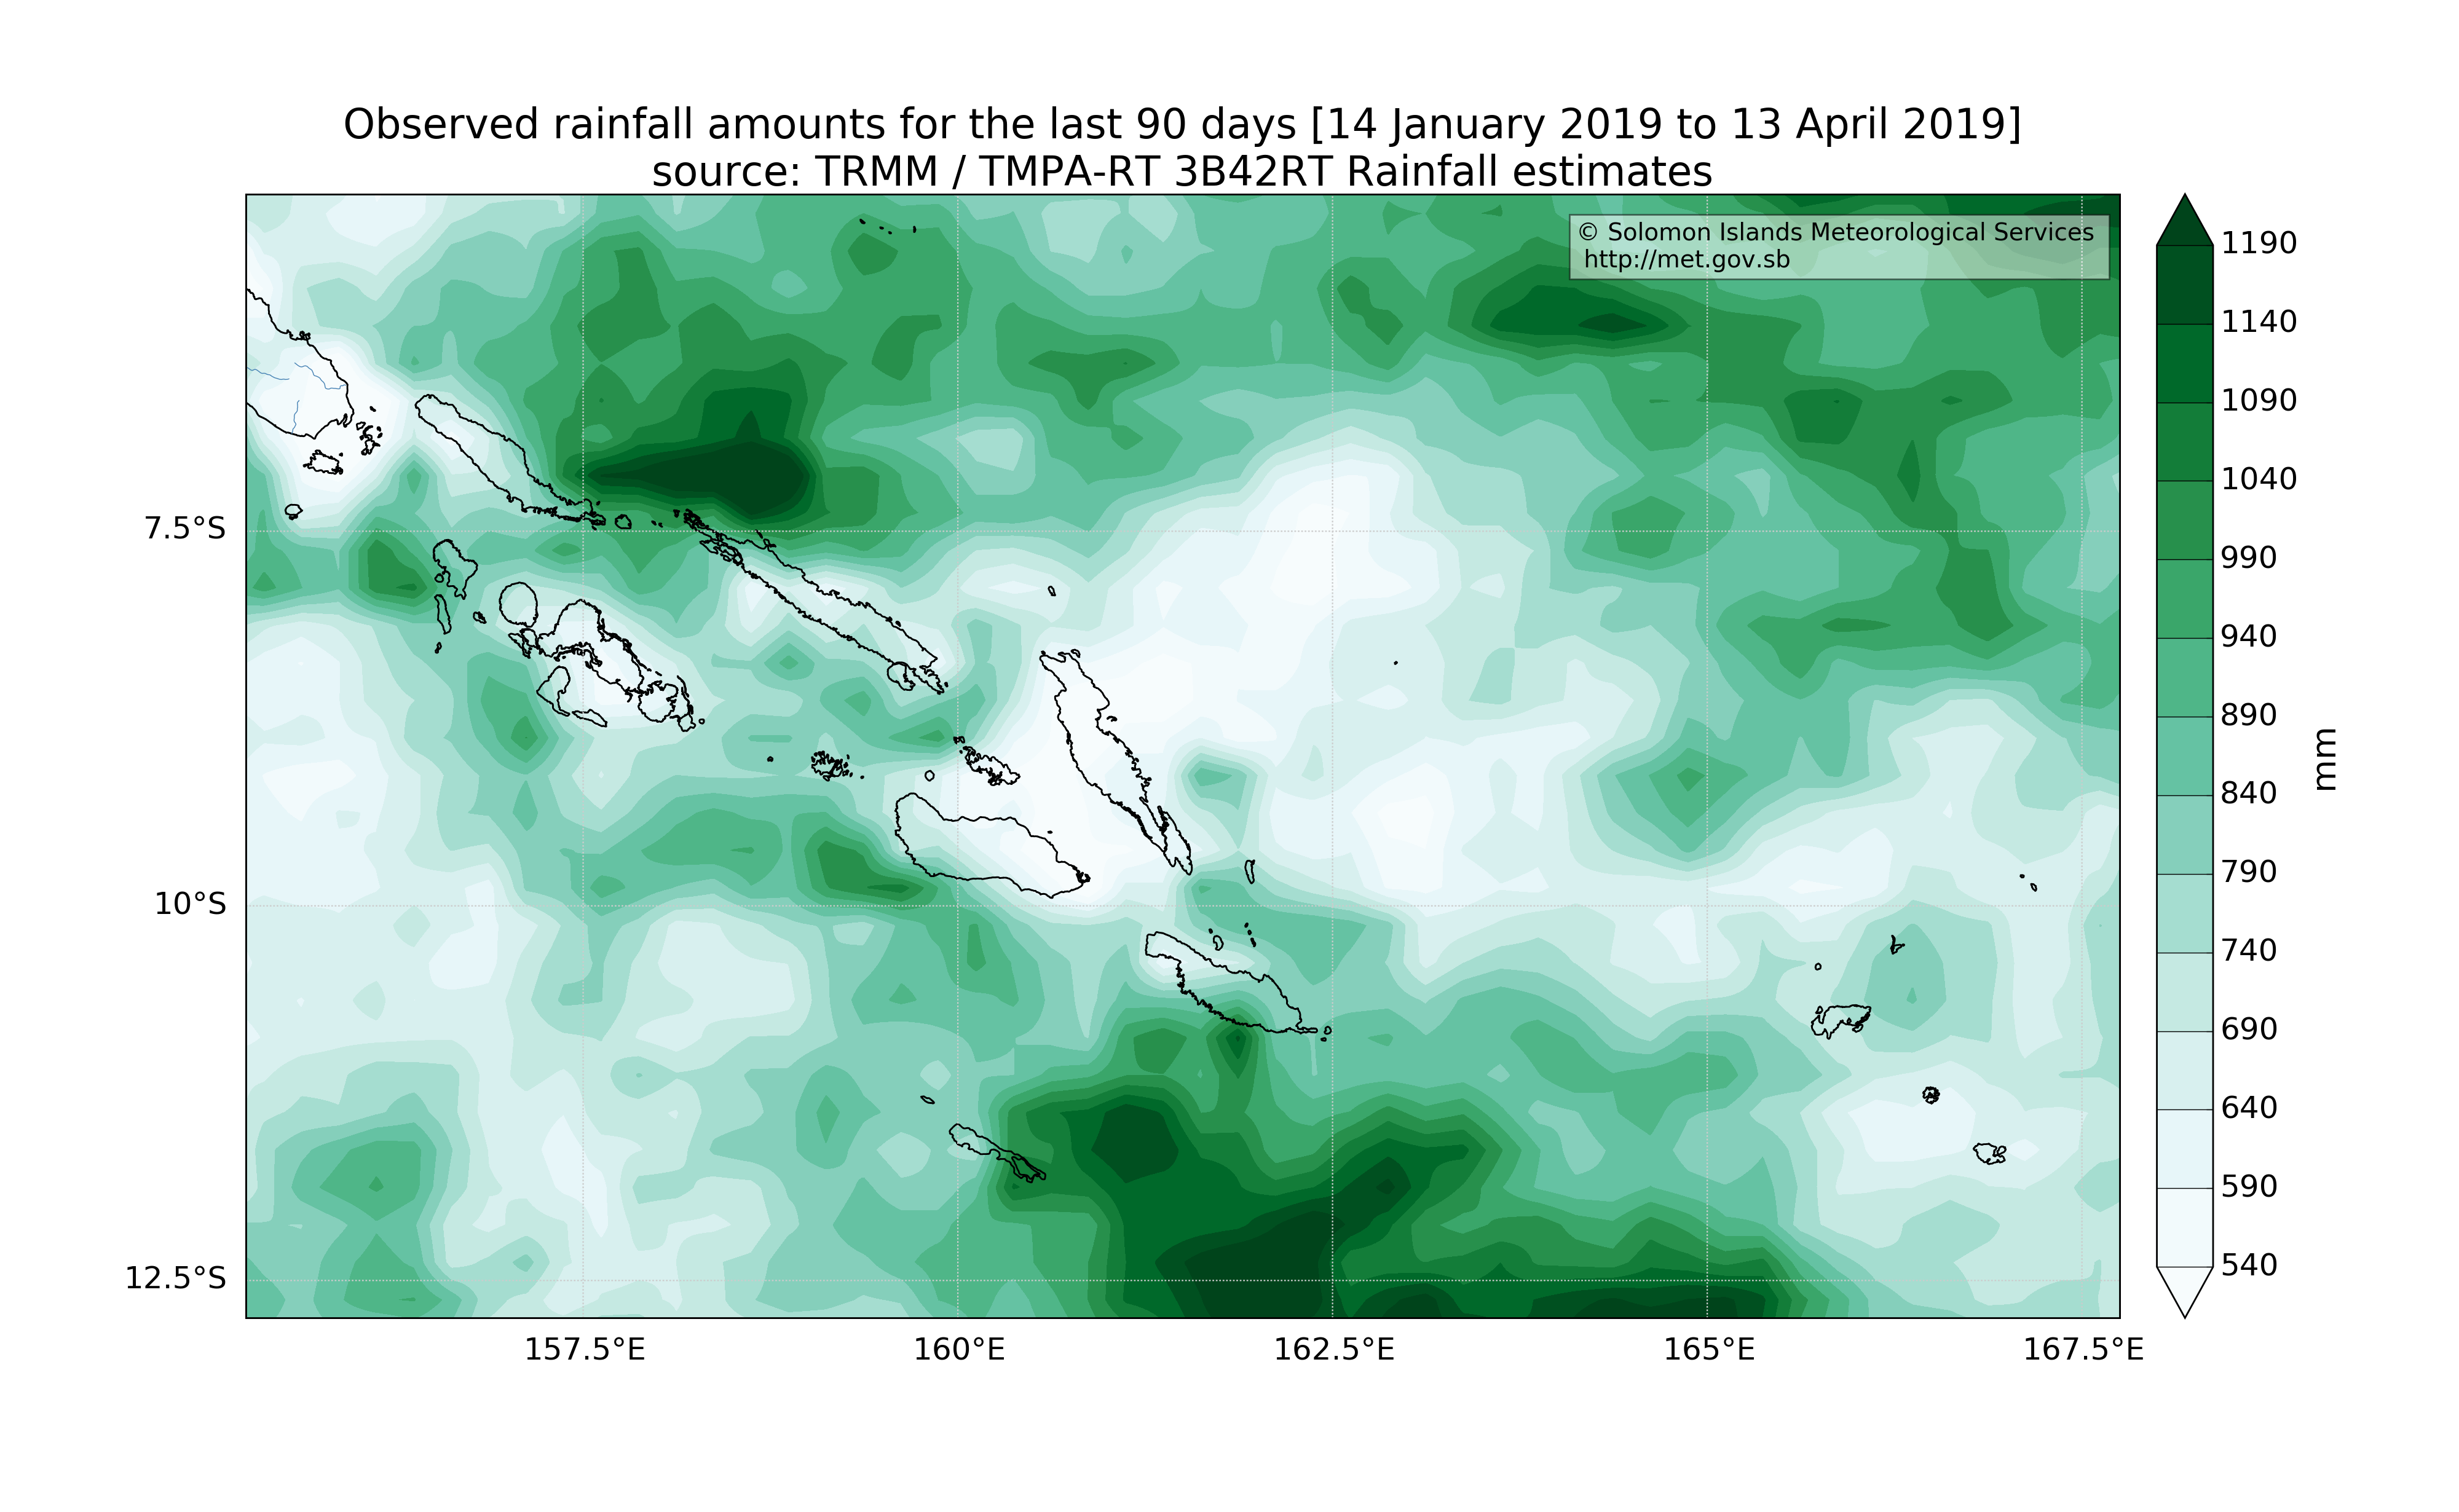 Observed rainfall amounts for the last 90 days [14 January 2019 to 13 April 2019]
source: TRMM / TMPA-RT 3B42RT Rainfall estimates
© Solomon Islands Meteorological Services
http://met.gov.sb
7.5°S
10°S
12.5°S
157.5°E
160°E
162.5°E
165°E
167.5°E
1190
1140
1090
1040
990
940
890
840
790
740
690
640
590
540
mm